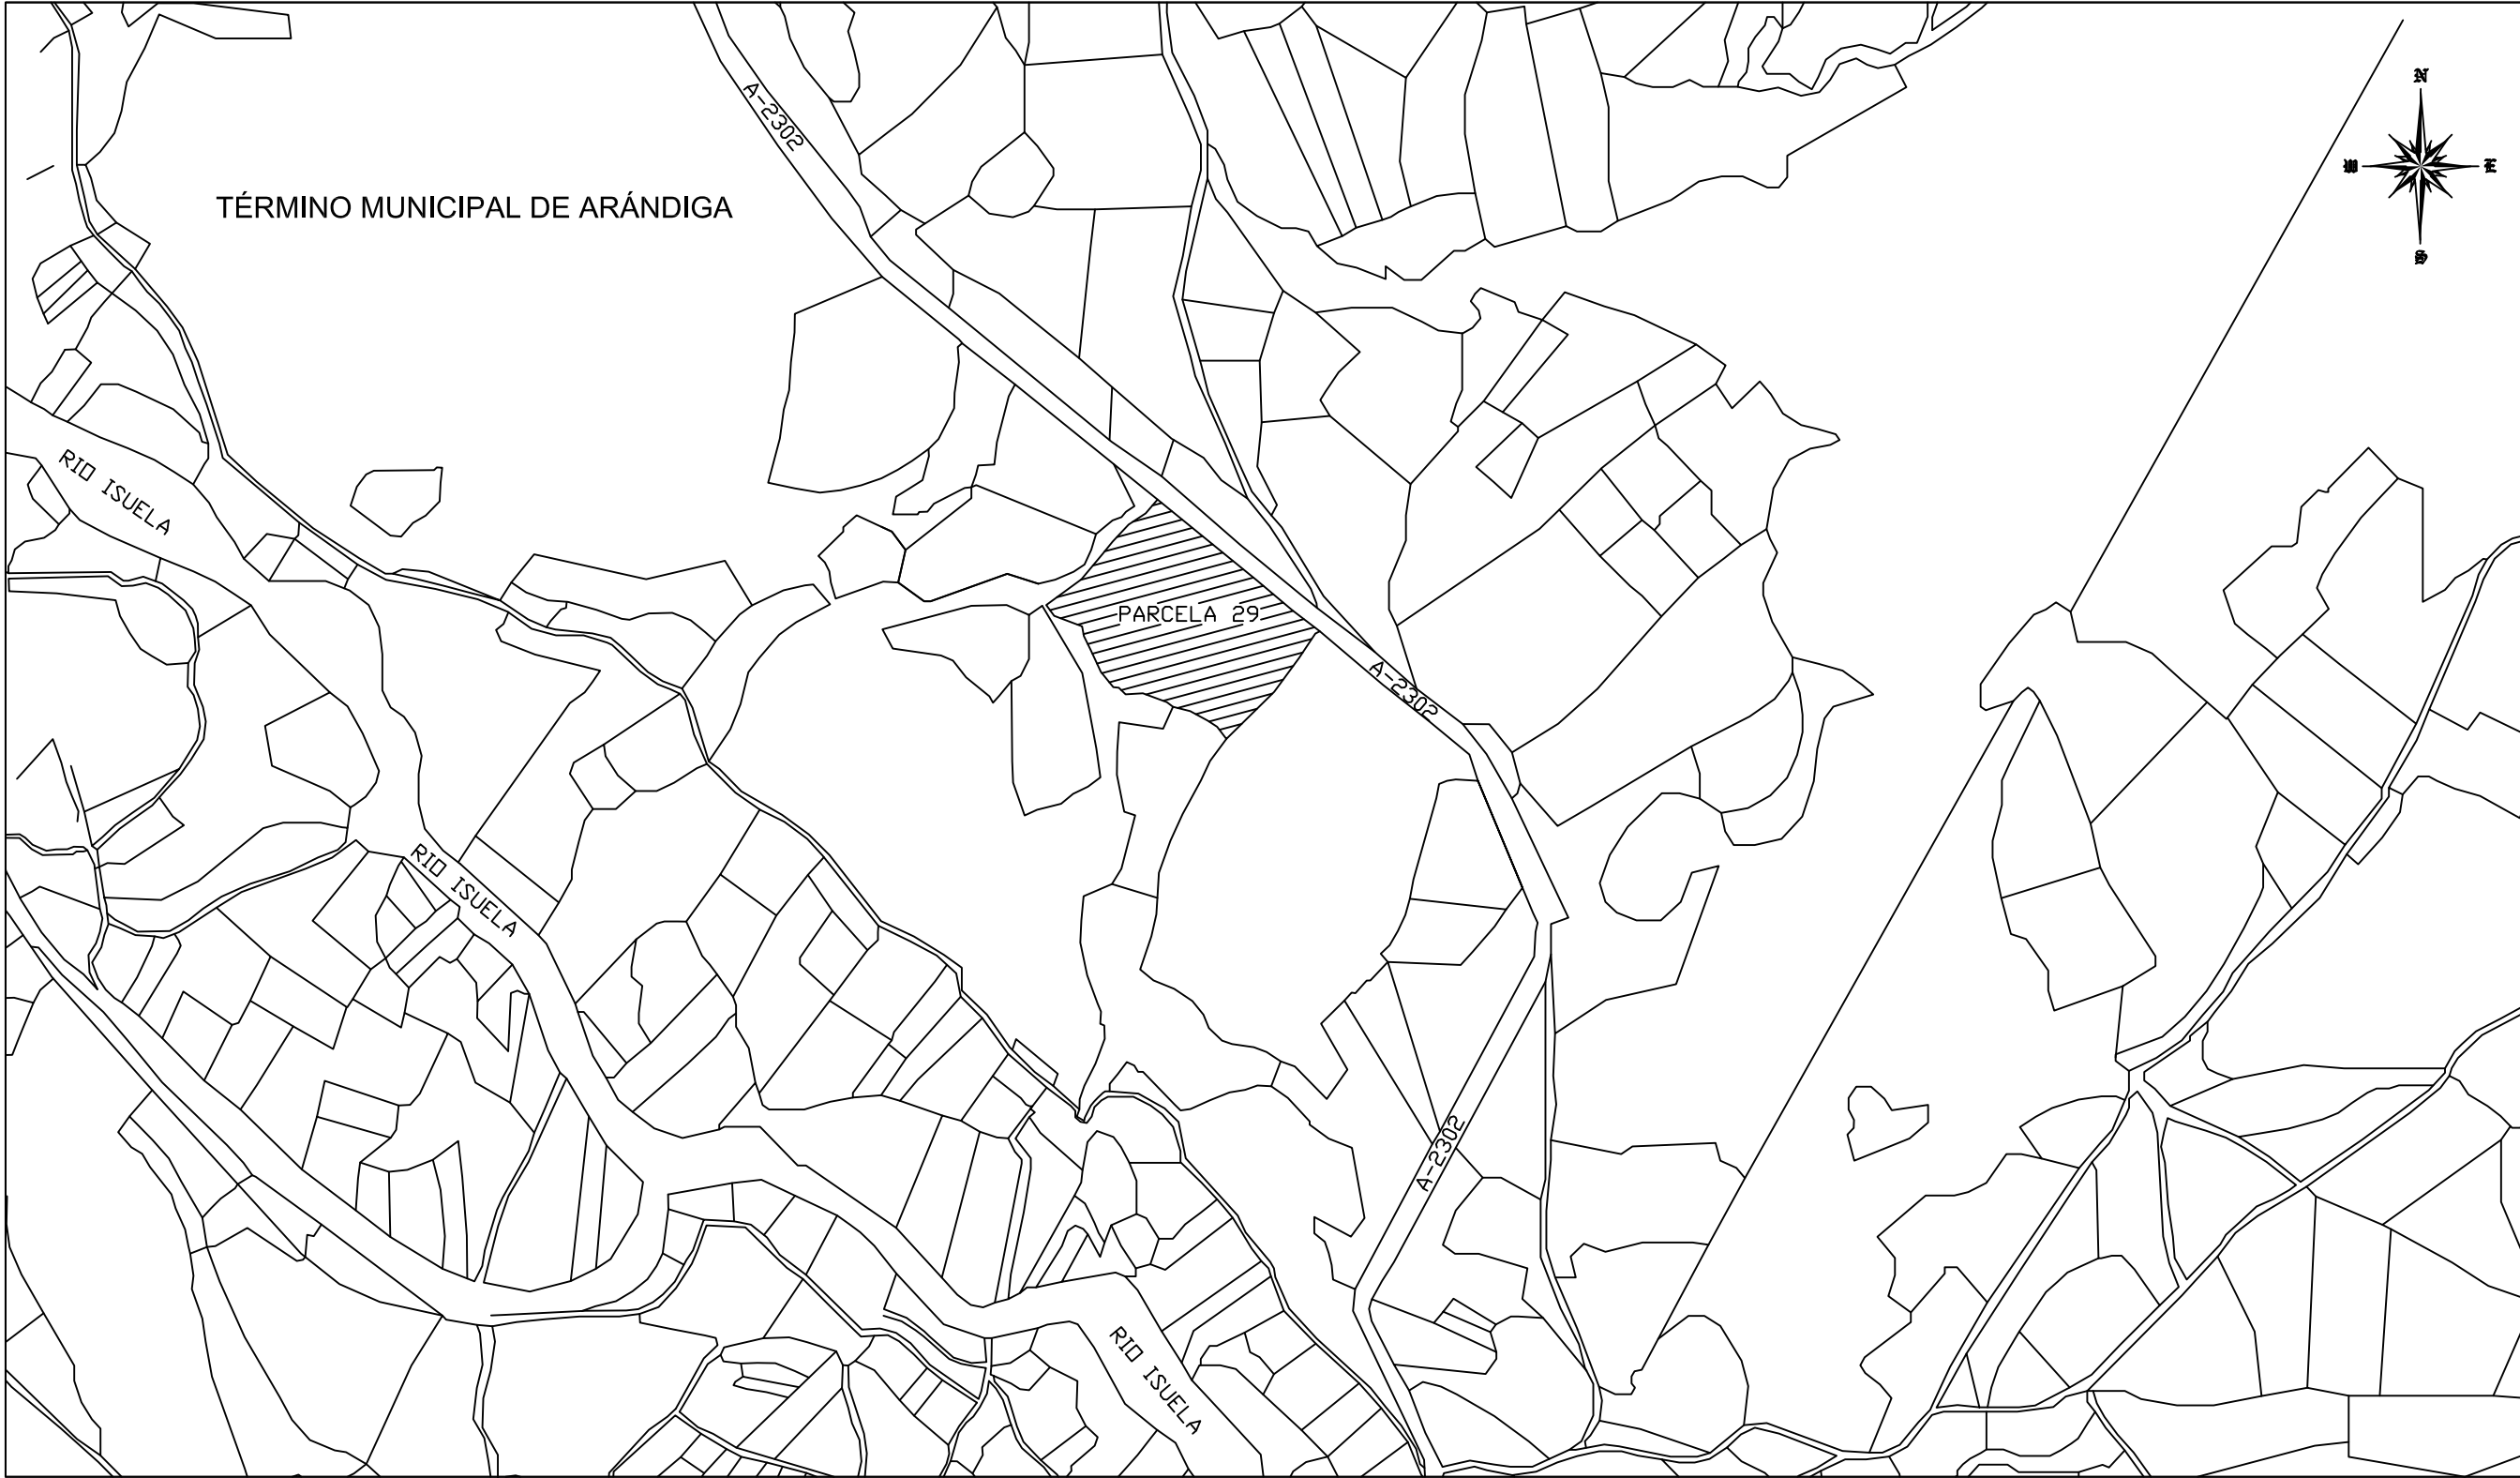 N
A-2302
W
E
TÉRMINO MUNICIPAL DE ARÁNDIGA
S
RIO ISUELA
PARCELA 29
A-2302
RIO ISUELA
A-2302
RIO ISUELA